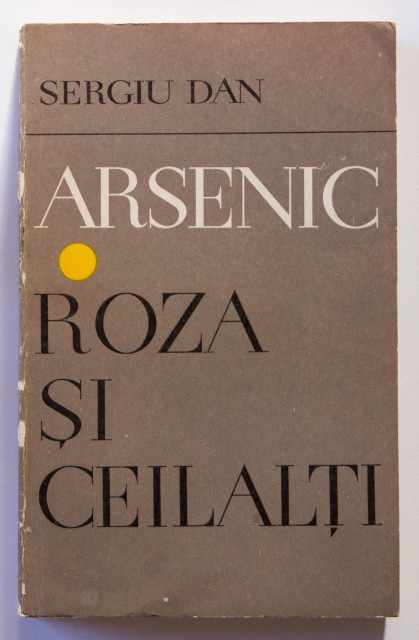 SERGIU DAN
ARSENIC
ROZA
ȘI
CEILALȚI